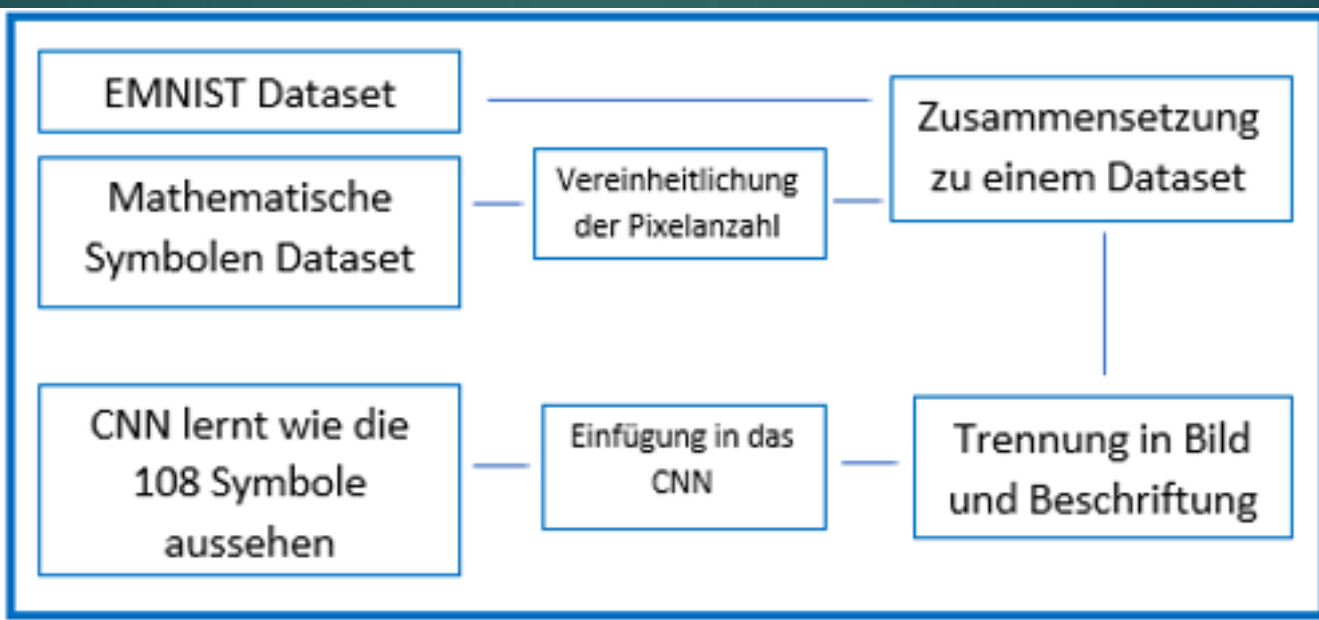 EMNIST Dataset
Mathematische
Symbolen Dataset
Vereinheitlichung
der Pixelanzahl
Zusammensetzung
zu einem Dataset
Trennung in Bild
und Beschriftung
Einfügung in das
CNN
CNN lernt wie die
108 Symbole
aussehen